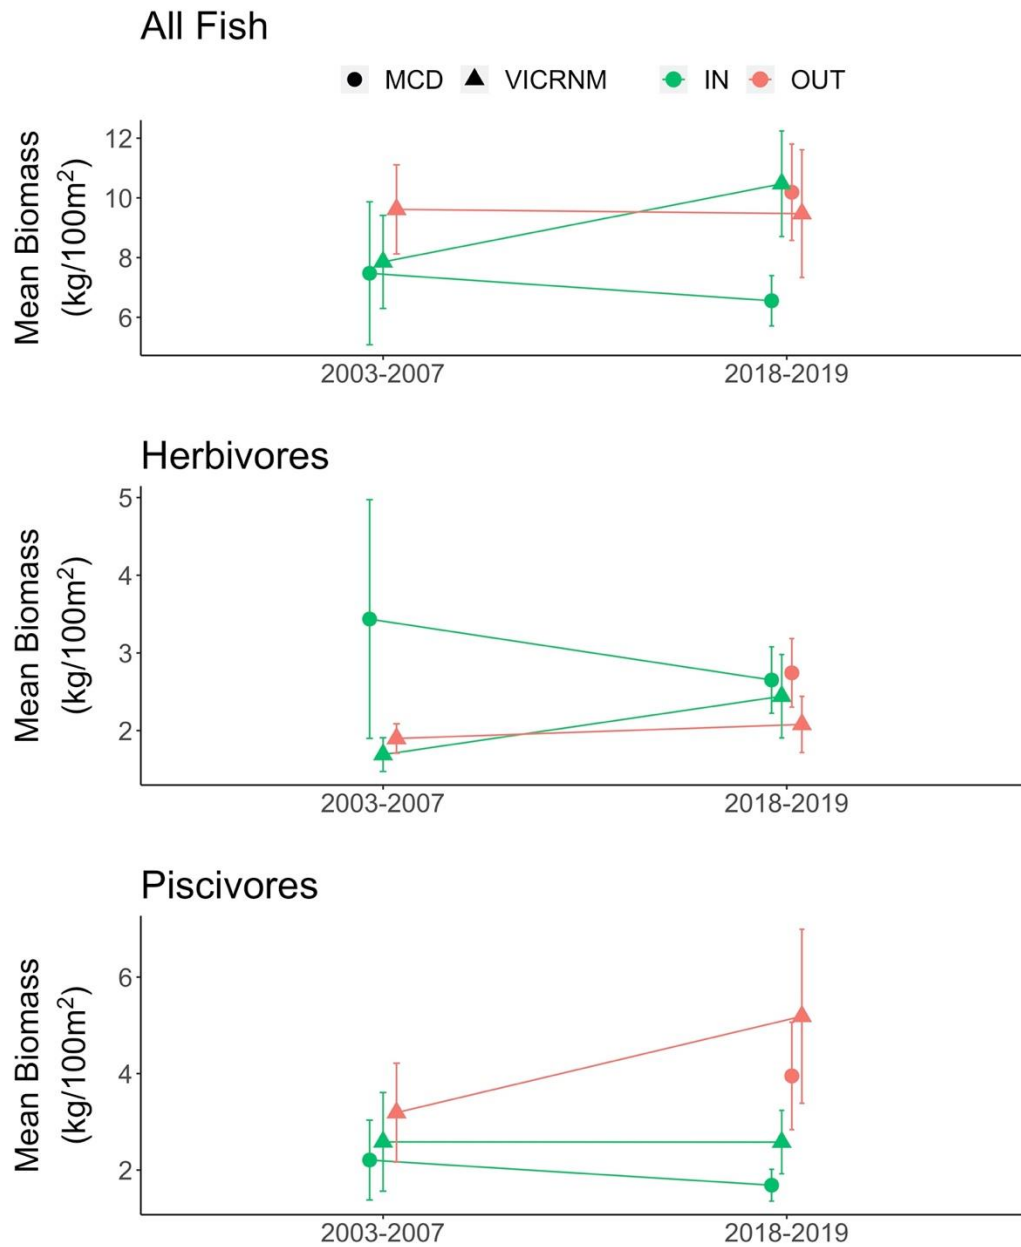 All Fish
MCD VICRNM IN OUT
Mean Biomass
(kg/100m²)
12
10
8
6
2003-2007 2018-2019
Herbivores
Mean Biomass
(kg/100m²)
5
4
3
2
2003-2007 2018-2019
Piscivores
Mean Biomass
(kg/100m²)
6
4
2
2003-2007 2018-2019